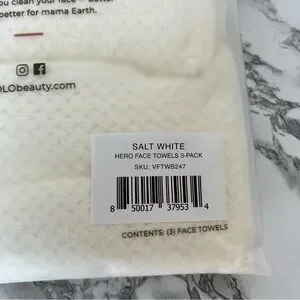 you clean your face
better for mama Earth.
LObeauty.com
SALT WHITE
HERO FACE TOWELS 3-PACK
SKU: VFTWB247
8 50017 37953 4
CONTENTS: (3) FACE TOWELS